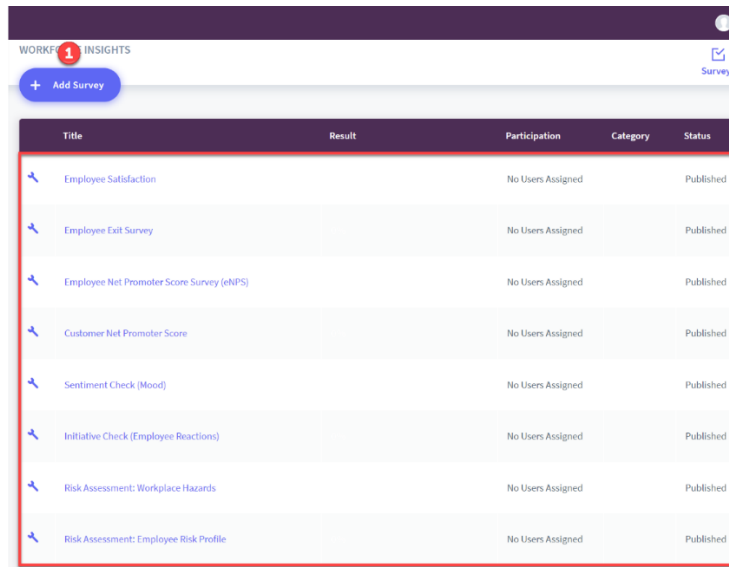 WORKF 1 INSIGHTS
Survey
+ Add Survey
Title Result Participation Category Status
Employee Satisfaction No Users Assigned Published
Employee Exit Survey No Users Assigned Published
Employee Net Promoter Score Survey (eNPS) No Users Assigned Published
Customer Net Promoter Score No Users Assigned Published
Sentiment Check (Mood) No Users Assigned Published
Initiative Check (Employee Reactions) No Users Assigned Published
Risk Assessment: Workplace Hazards No Users Assigned Published
Risk Assessment: Employee Risk Profile No Users Assigned Published